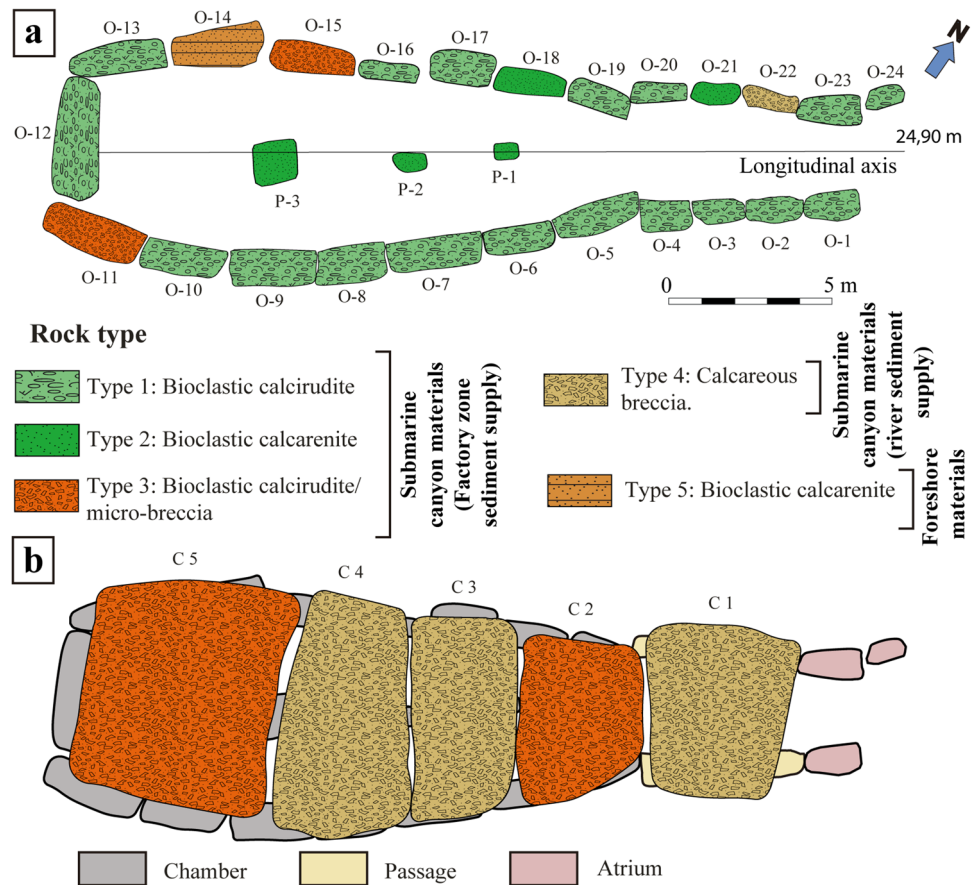 a
O-13
O-14
O-15
O-16
O-17
O-18
O-19
O-20
O-21
O-22
O-23
O-24
N
O-12
24,90 m
Longitudinal axis
P-3
P-2
P-1
O-11
O-10
O-9
O-8
O-7
O-6
O-5
O-4
O-3
O-2
O-1
0
5 m
Rock type
Type 1: Bioclastic calcirudite
Type 2: Bioclastic calcarenite
Type 3: Bioclastic calcirudite/
micro-breccia
Submarine
canyon materials
(Factory zone
sediment supply)
Type 4: Calcareous
breccia.
Submarine
canyon materials
(river sediment
supply)
Type 5: Bioclastic calcarenite
Foreshore
materials
b
C 5
C 4
C 3
C 2
C 1
Chamber
Passage
Atrium